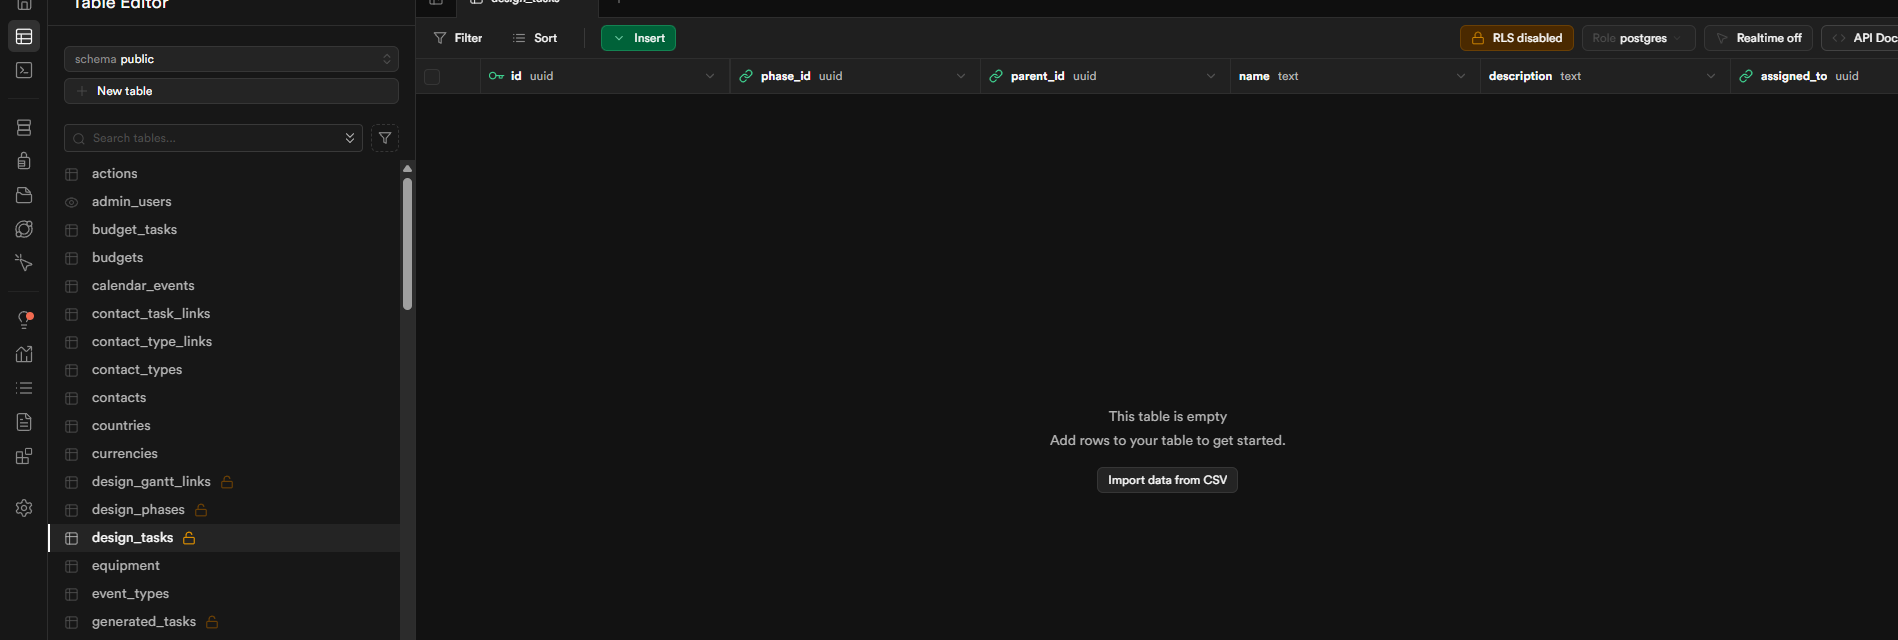 Table Editor
design_tasks
schema public
New table
Search tables...
actions
admin_users
budget_tasks
budgets
calendar_events
contact_task_links
contact_type_links
contact_types
contacts
countries
currencies
design_gantt_links
design_phases
design_tasks
equipment
event_types
generated_tasks
Filter
Sort
Insert
RLS disabled
Role postgres
Realtime off
API Doc
id uuid
phase_id uuid
parent_id uuid
name text
description text
assigned_to uuid
This table is empty
Add rows to your table to get started.
Import data from CSV